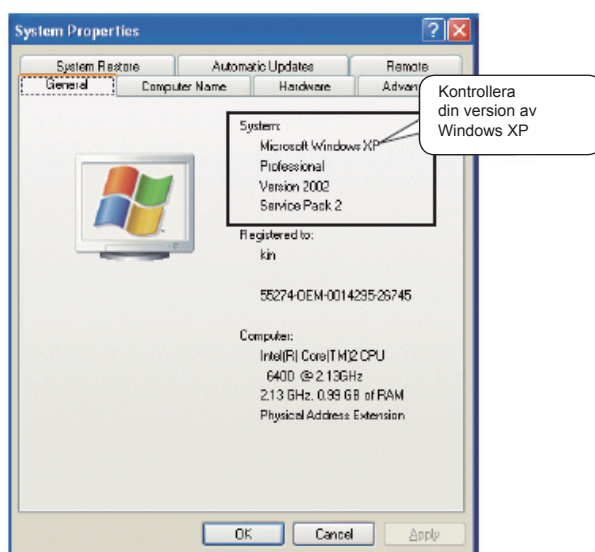 System Properties
System Restore Automatic Updates Remote
General Computer Name Hardware Advan
Kontrollera
din version av
Windows XP
System:
Microsoft Windows XP
Professional
Version 2002
Service Pack 2
Registered to:
kin
55274-OEM-0014295-26745
Computer:
Intel(R) Core(TM)2 CPU
6400 @ 2.13GHz
2.13 GHz, 0.99 GB of RAM
Physical Address Extension
OK Cancel Apply